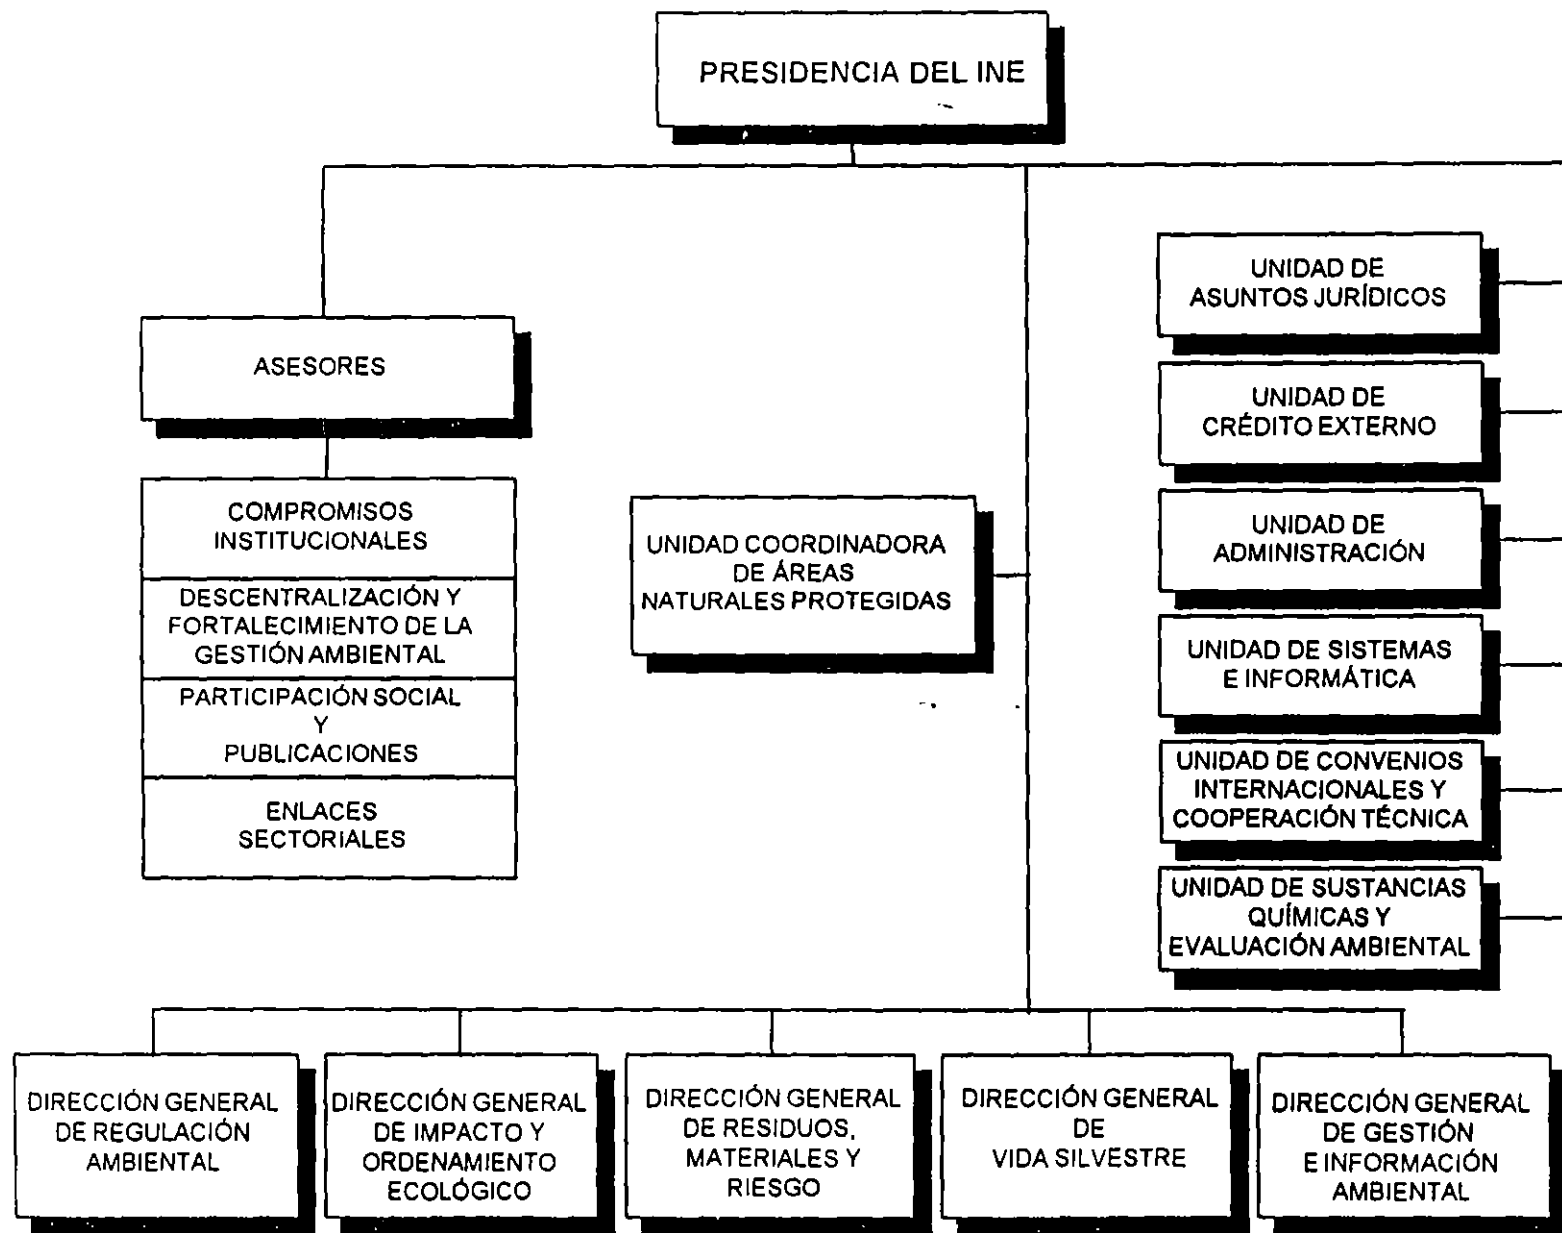 PRESIDENCIA DEL INE
ASESORES
COMPROMISOS
INSTITUCIONALES
DESCENTRALIZACIÓN Y
FORTALECIMIENTO DE LA
GESTIÓN AMBIENTAL
PARTICIPACIÓN SOCIAL
Y
PUBLICACIONES
ENLACES
SECTORIALES
UNIDAD COORDINADORA
DE ÁREAS
NATURALES PROTEGIDAS
UNIDAD DE
ASUNTOS JURÍDICOS
UNIDAD DE
CRÉDITO EXTERNO
UNIDAD DE
ADMINISTRACIÓN
UNIDAD DE SISTEMAS
E INFORMÁTICA
UNIDAD DE CONVENIOS
INTERNACIONALES Y
COOPERACIÓN TÉCNICA
UNIDAD DE SUSTANCIAS
QUÍMICAS Y
EVALUACIÓN AMBIENTAL
DIRECCIÓN GENERAL
DE REGULACIÓN
AMBIENTAL
DIRECCIÓN GENERAL
DE IMPACTO Y
ORDENAMIENTO
ECOLÓGICO
DIRECCIÓN GENERAL
DE RESIDUOS,
MATERIALES Y
RIESGO
DIRECCIÓN GENERAL
DE
VIDA SILVESTRE
DIRECCIÓN GENERAL
DE GESTIÓN
E INFORMACIÓN
AMBIENTAL